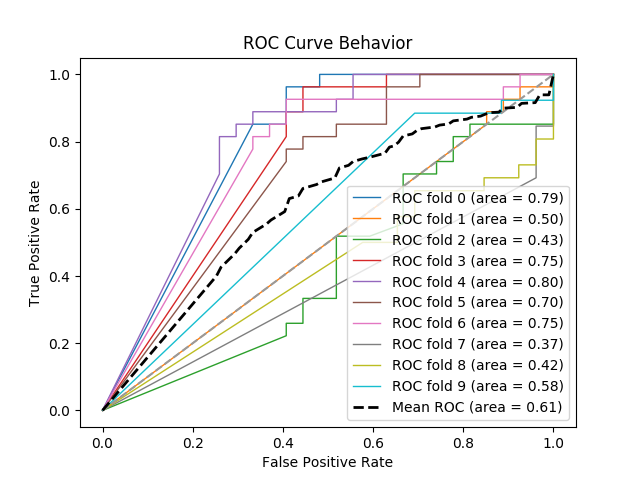 ROC Curve Behavior
True Positive Rate
1.0
0.8
0.6
0.4
0.2
0.0
ROC fold 0 (area = 0.79)
ROC fold 1 (area = 0.50)
ROC fold 2 (area = 0.43)
ROC fold 3 (area = 0.75)
ROC fold 4 (area = 0.80)
ROC fold 5 (area = 0.70)
ROC fold 6 (area = 0.75)
ROC fold 7 (area = 0.37)
ROC fold 8 (area = 0.42)
ROC fold 9 (area = 0.58)
Mean ROC (area = 0.61)
0.0 0.2 0.4 0.6 0.8 1.0
False Positive Rate